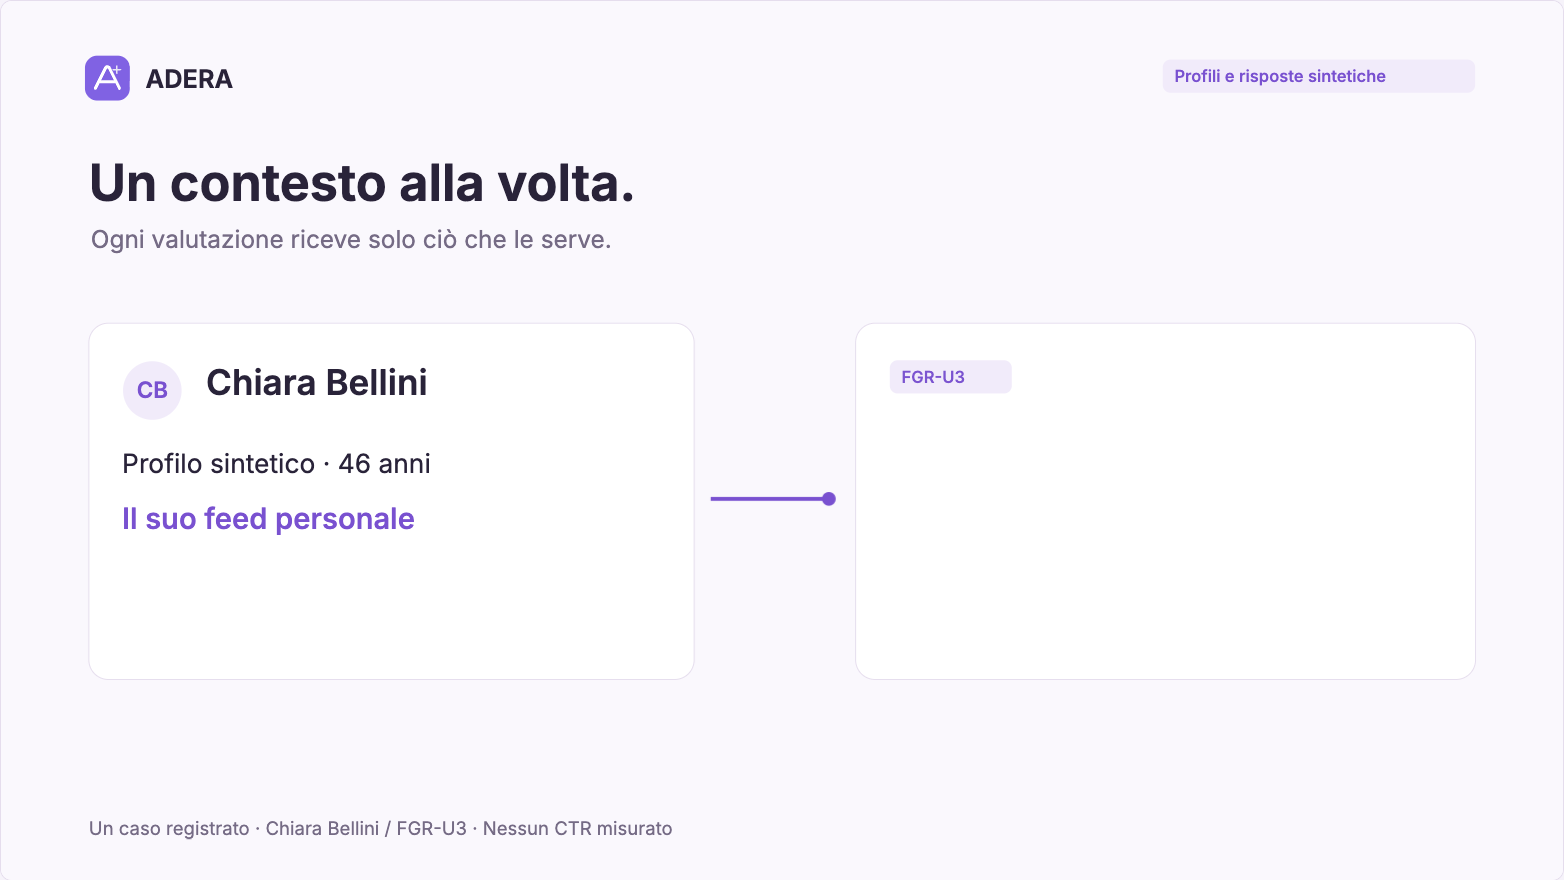 ADERA
Profili e risposte sintetiche
Un contesto alla volta.
Ogni valutazione riceve solo ciò che le serve.
CB
Chiara Bellini
Profilo sintetico · 46 anni
Il suo feed personale
FGR-U3
Un caso registrato · Chiara Bellini / FGR-U3 · Nessun CTR misurato